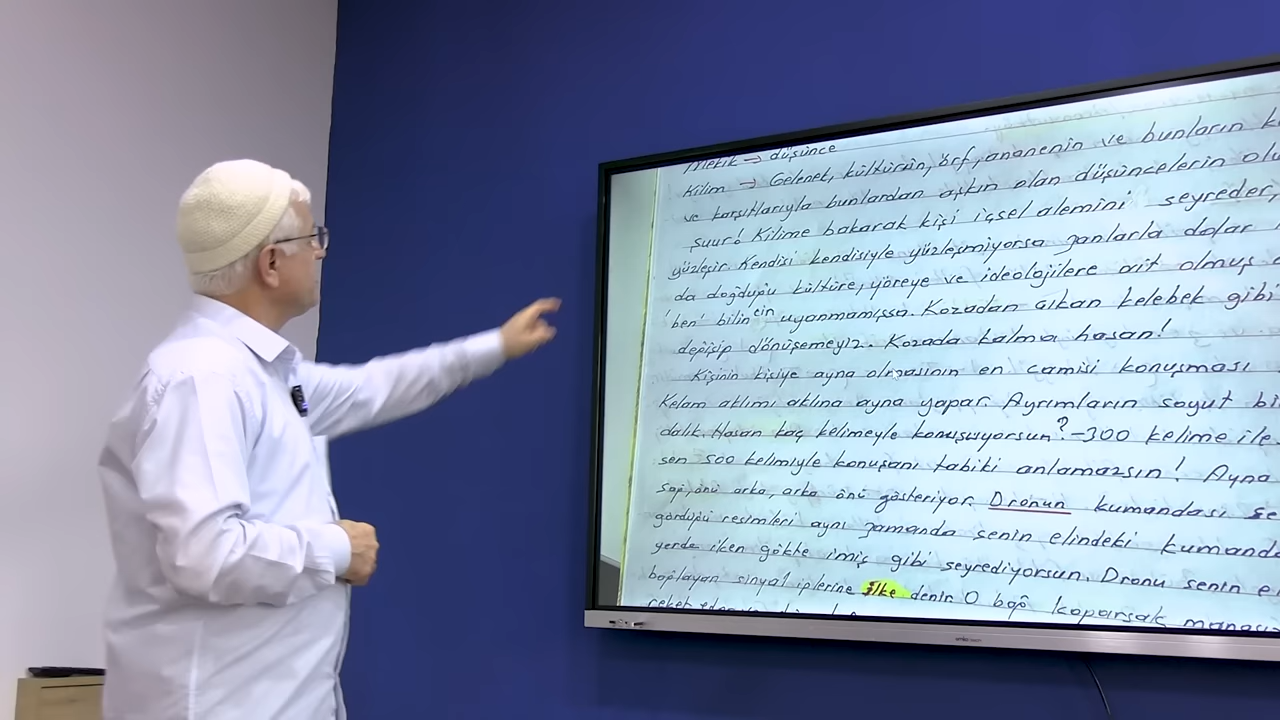 Mekik → düşünce
Kilim → Gelenek, kültürün, örf, ananenin ve bunların
ve karşıtlarıyla bunlardan aşkın olan düşüncelerin
şuur! Kilime bakarak kişi içsel alemini seyreder,
yüzleşir Kendisi kendisiyle yüzleşmiyorsa zanlarla dolar
da doğduğu kültüre, yöreye ve ideolojilere ait olmuş
'ben' bilincin uyanmamışsa. Kozadan çıkan kelebek gibi
değişip dönüşemeyiz. Kozada kalma hasan!
Kişinin kişiye ayna olmasının en camisi konuşması
Kelam aklımı aklına ayna yapar. Ayrımların soyut
dalık. Hasan kaç kelimeyle konuşuyorsun? -300 kelime ile
sen 500 kelimiyle konuşanı tabiki anlamazsın! Ayna
sağı, önü arka, arka önü gösteriyor. Dronun kumandası
gördüğü resimleri aynı zamanda senin elindeki
yerde iken gökte imiş gibi seyrediyorsun. Dronu senin
bağlayan sinyal iplerine ilke denir. O bağ koparsak